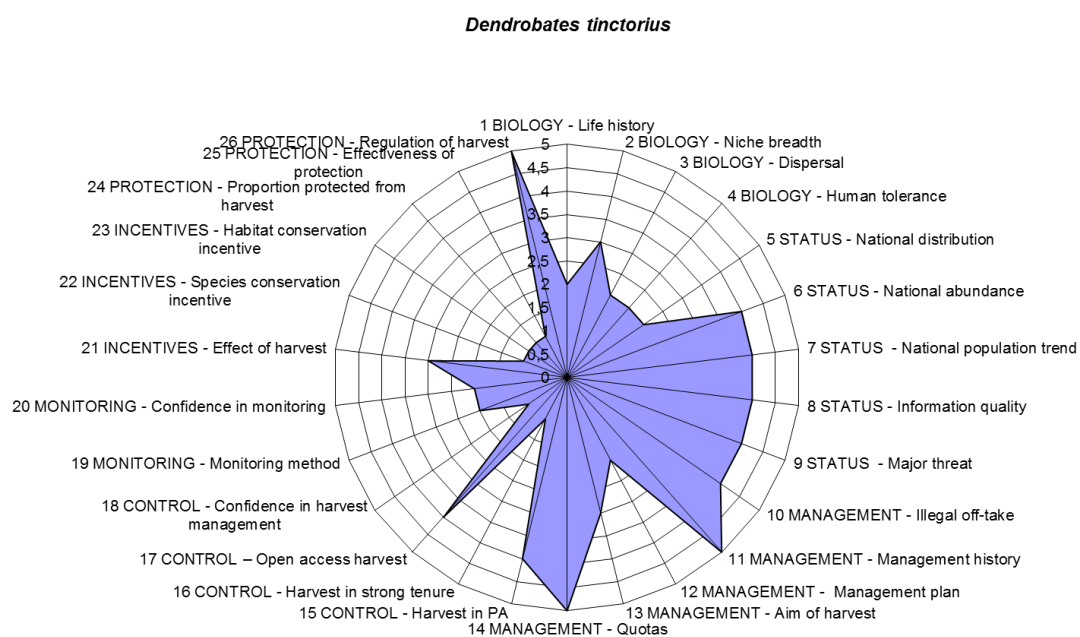 Dendrobates tinctorius
1 BIOLOGY - Life history
2 BIOLOGY - Niche breadth
3 BIOLOGY - Dispersal
4 BIOLOGY - Human tolerance
5 STATUS - National distribution
6 STATUS - National abundance
7 STATUS - National population trend
8 STATUS - Information quality
9 STATUS - Major threat
10 MANAGEMENT - Illegal off-take
11 MANAGEMENT - Management history
12 MANAGEMENT - Management plan
13 MANAGEMENT - Aim of harvest
14 MANAGEMENT - Quotas
15 CONTROL - Harvest in PA
16 CONTROL - Harvest in strong tenure
17 CONTROL – Open access harvest
18 CONTROL - Confidence in harvest
management
19 MONITORING - Monitoring method
20 MONITORING - Confidence in monitoring
21 INCENTIVES - Effect of harvest
22 INCENTIVES - Species conservation
incentive
23 INCENTIVES - Habitat conservation
incentive
24 PROTECTION - Proportion protected from
harvest
25 PROTECTION - Effectiveness of
protection
26 PROTECTION - Regulation of harvest
5
4,5
4
3,5
3
2,5
2
1,5
1
0,5
0